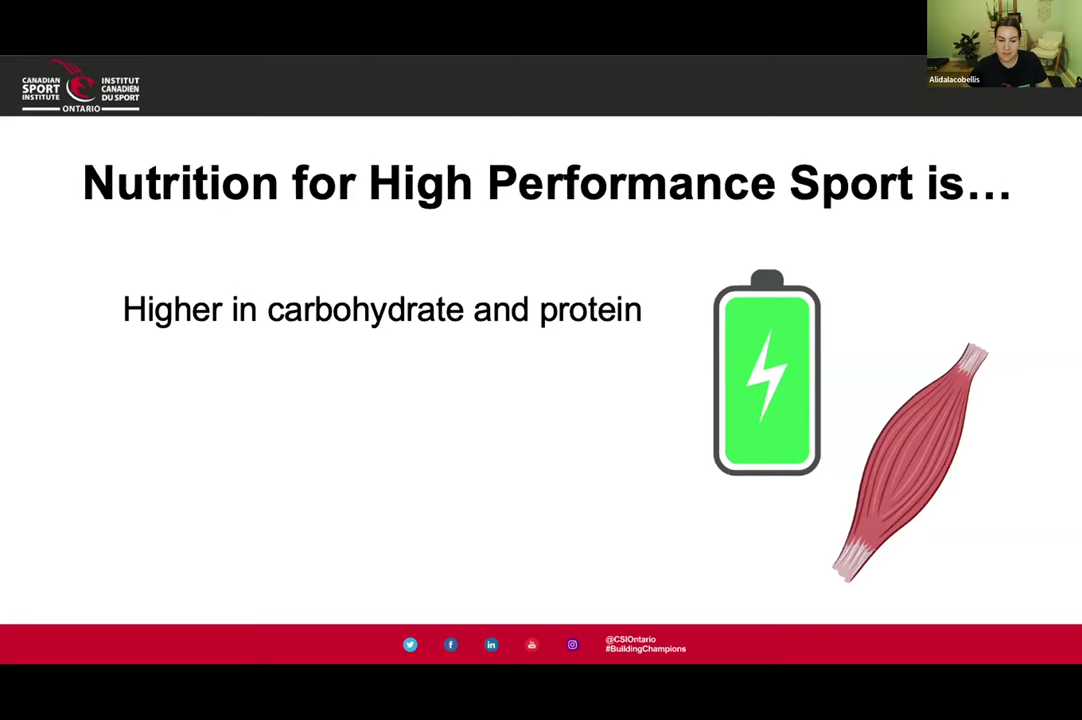 CANADIAN
SPORT
INSTITUTE
INSTITUT
CANADIEN
DU SPORT
ONTARIO
AlidaIacobellis
Nutrition for High Performance Sport is…
Higher in carbohydrate and protein
@CSIOntario
#BuildingChampions